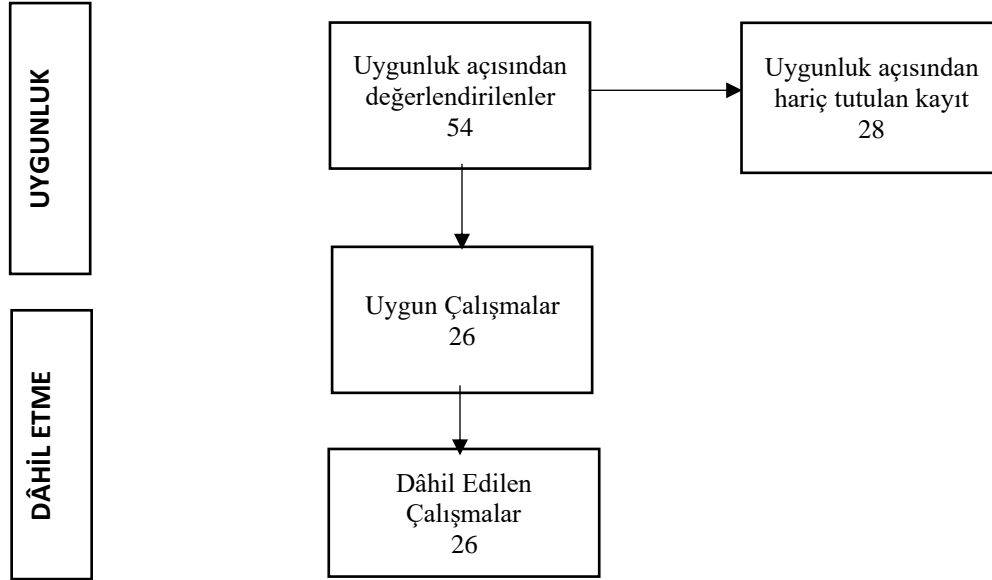 UYGUNLUK
Uygunluk açısından
değerlendirilenler
54
Uygunluk açısından
hariç tutulan kayıt
28
Uygun Çalışmalar
26
DÂHİL ETME
Dâhil Edilen
Çalışmalar
26